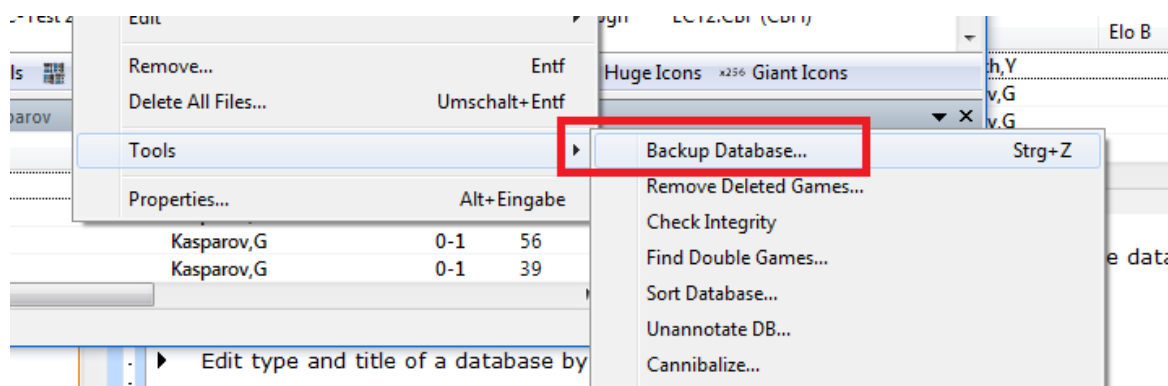 Edit
Elo B
Remove... Entf
Huge Icons x256 Giant Icons
Delete All Files... Umschalt+Entf
Tools
Backup Database... Strg+Z
Remove Deleted Games...
Properties... Alt+Eingabe
Check Integrity
Kasparov,G 0-1 56
Find Double Games...
Kasparov,G 0-1 39
Sort Database...
Unannotate DB...
Edit type and title of a database by
Cannibalize...